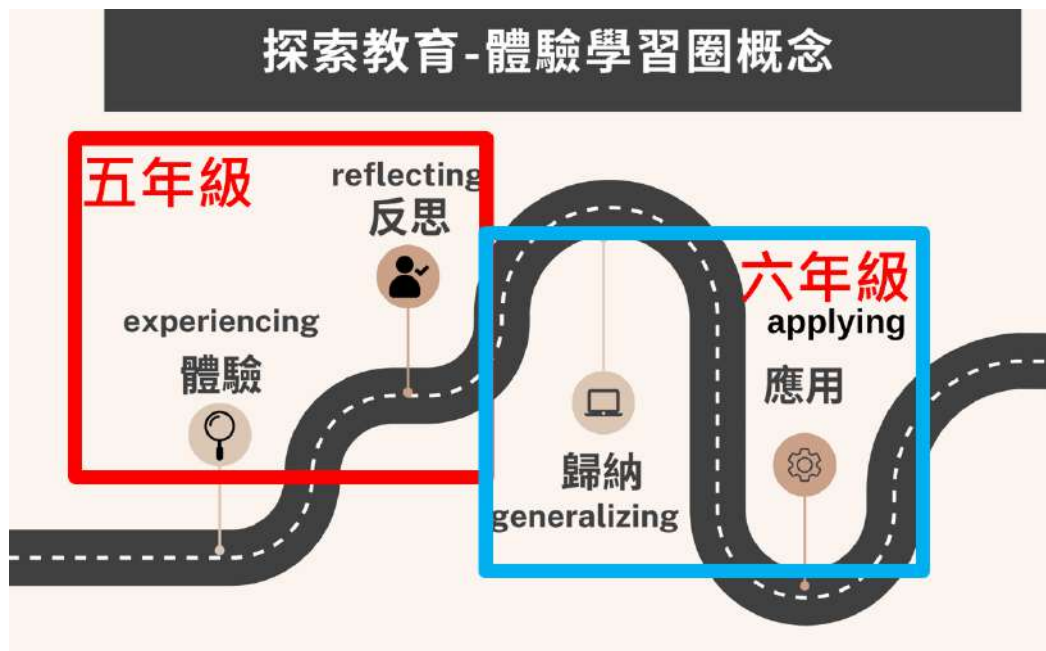 探索教育-體驗學習圈概念
五年級
reflecting
反思
experiencing
體驗
六年級
applying
應用
歸納
generalizing